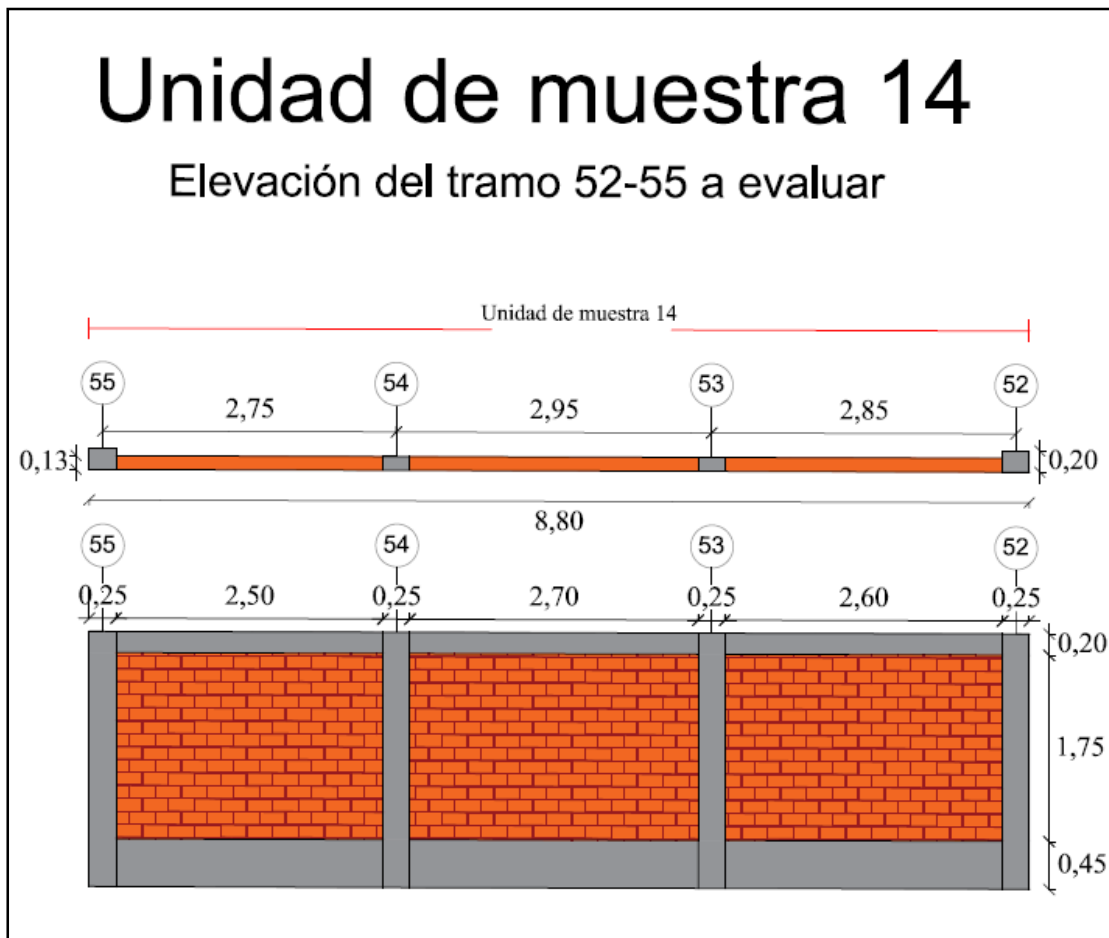 Unidad de muestra 14
Elevación del tramo 52-55 a evaluar
Unidad de muestra 14
55 54 53 52
2,75 2,95 2,85
0,13 0,20
8,80
55 54 53 52
0,25 2,50 0,25 2,70 0,25 2,60 0,25
0,20
1,75
0,45